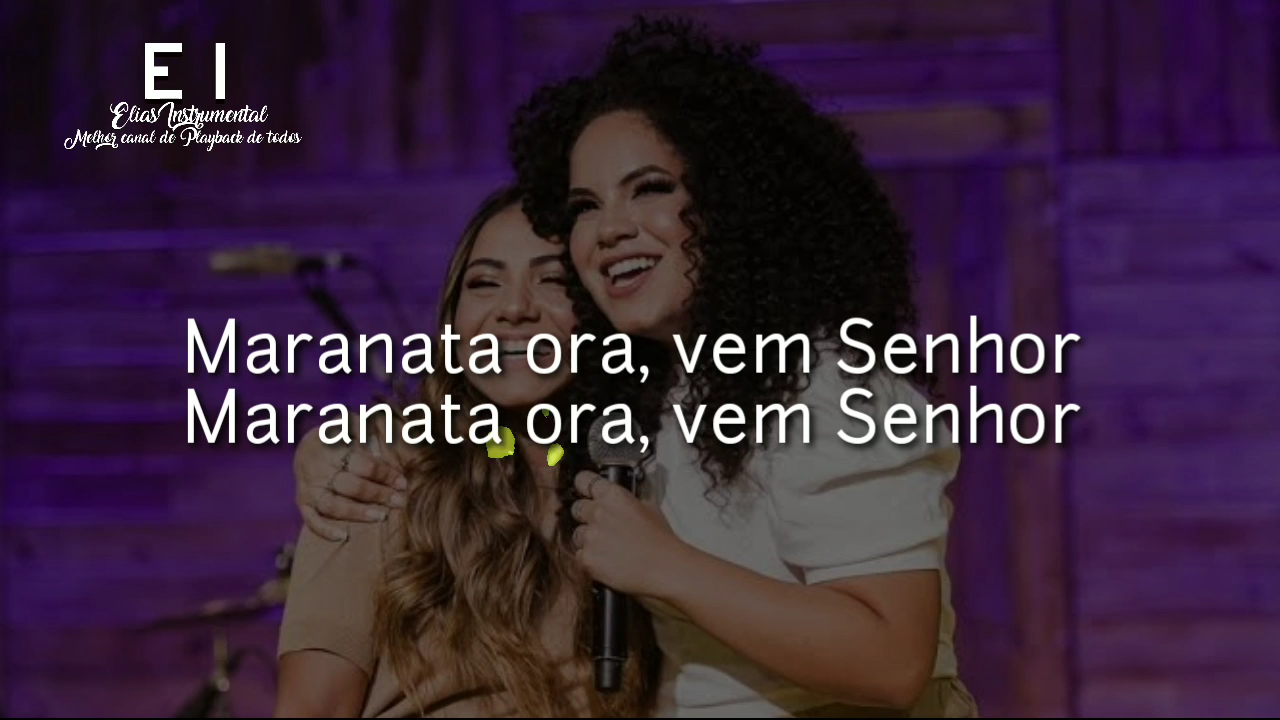 E I
Elias Instrumental
Melhor canal de Playback de todos
Maranata ora, vem Senhor
Maranata ora, vem Senhor